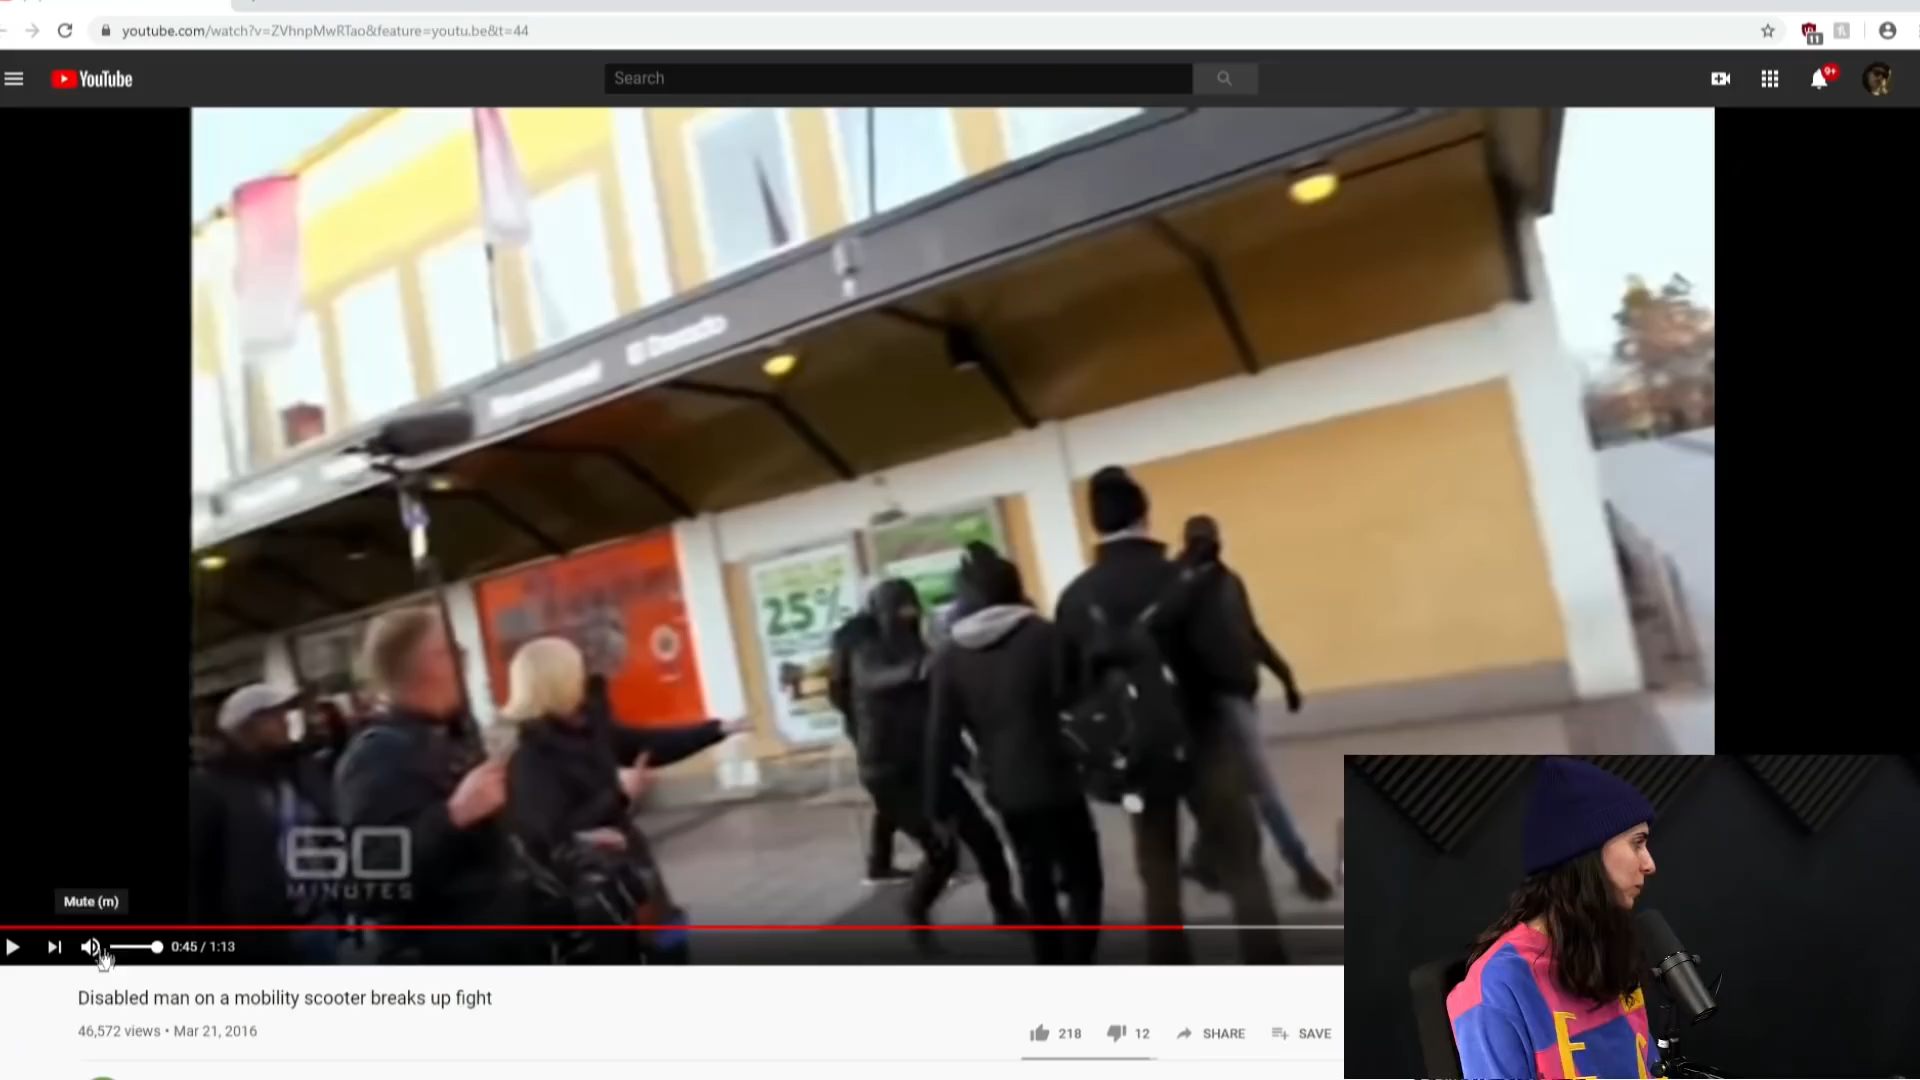 youtube.com/watch?v=ZVhnpMwRTao&feature=youtu.be&t=44
11
YouTube
Search
9+
25%
60
MINUTES
Mute (m)
0:45 / 1:13
Disabled man on a mobility scooter breaks up fight
46,572 views • Mar 21, 2016
218
12
SHARE
SAVE
E